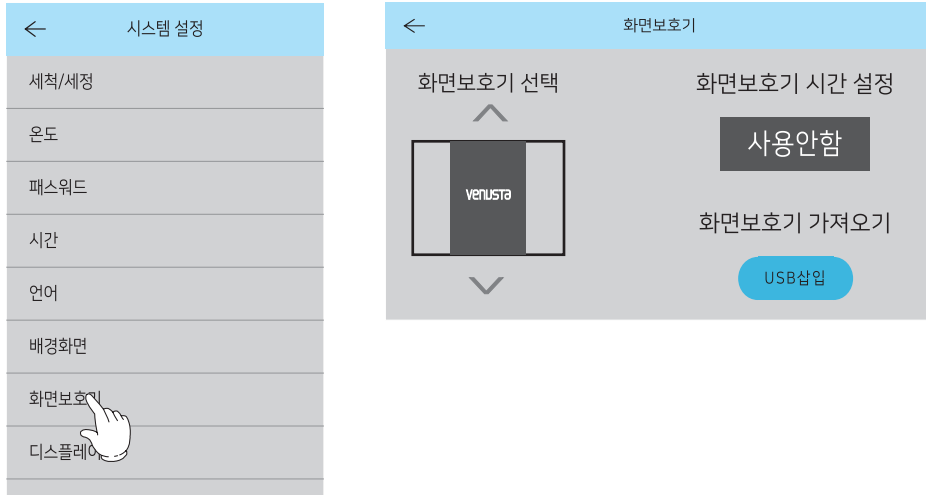 시스템 설정
세척/세정
온도
패스워드
시간
언어
배경화면
화면보호기
디스플레이
화면보호기
화면보호기 선택
venusta
화면보호기 시간 설정
사용안함
화면보호기 가져오기
USB삽입